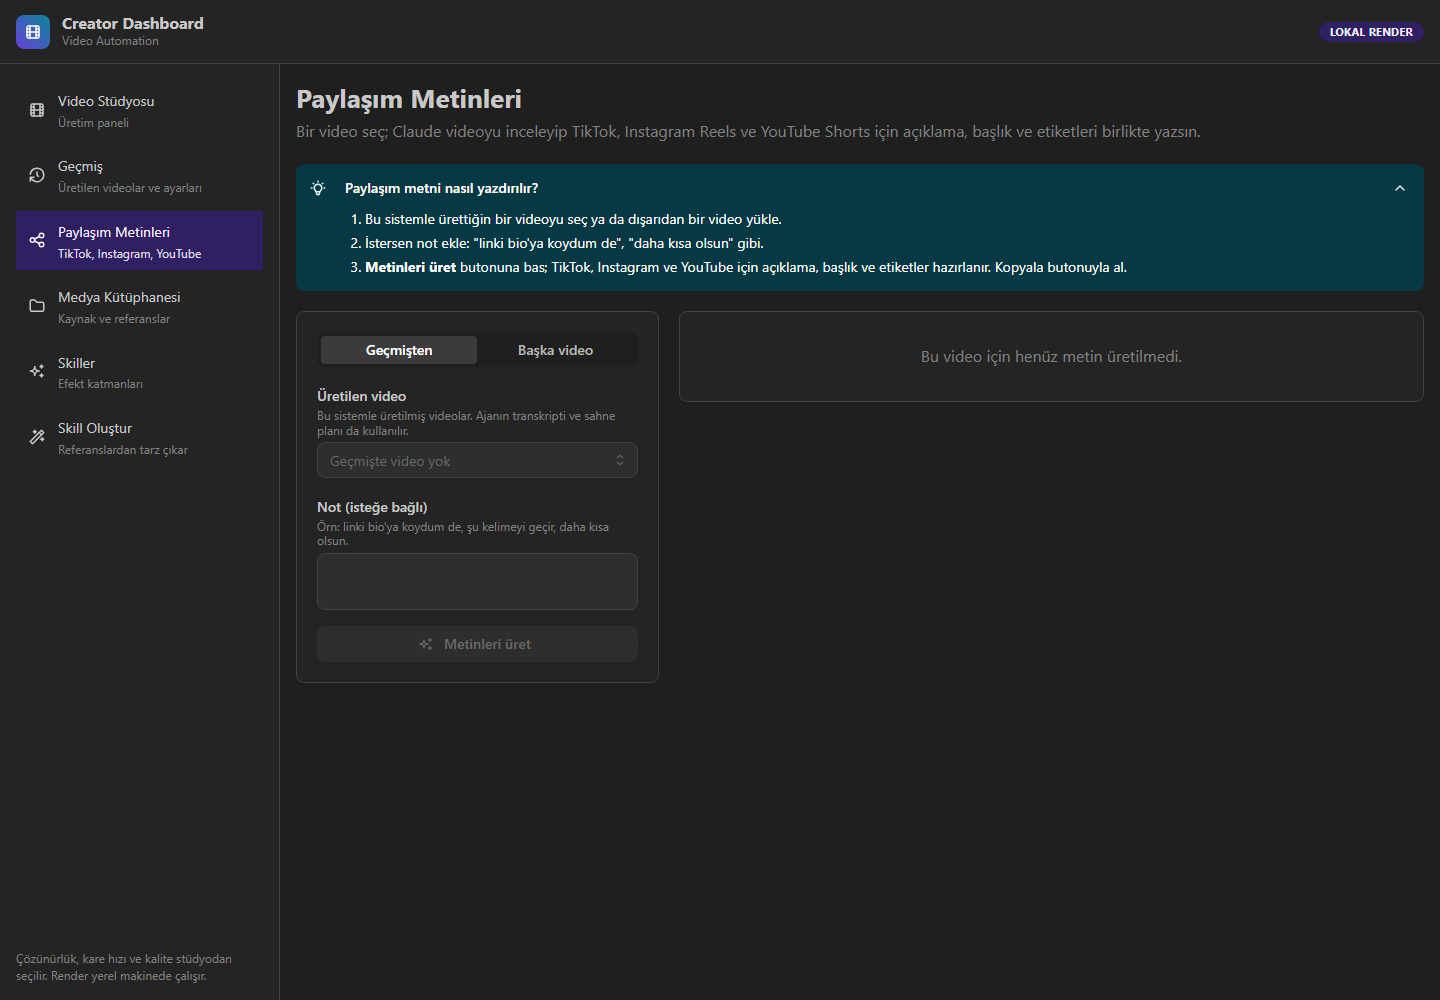 Creator Dashboard
Video Automation
LOKAL RENDER
Video Stüdyosu
Üretim paneli
Geçmiş
Üretilen videolar ve ayarları
Paylaşım Metinleri
TikTok, Instagram, YouTube
Medya Kütüphanesi
Kaynak ve referanslar
Skiller
Efekt katmanları
Skill Oluştur
Referanslardan tarz çıkar
Çözünürlük, kare hızı ve kalite stüdyodan
seçilir. Render yerel makinede çalışır.
Paylaşım Metinleri
Bir video seç; Claude videoyu inceleyip TikTok, Instagram Reels ve YouTube Shorts için açıklama, başlık ve etiketleri birlikte yazsın.
Paylaşım metni nasıl yazdırılır?
1. Bu sistemle ürettiğin bir videoyu seç ya da dışarıdan bir video yükle.
2. İstersen not ekle: "linki bio'ya koydum de", "daha kısa olsun" gibi.
3. Metinleri üret butonuna bas; TikTok, Instagram ve YouTube için açıklama, başlık ve etiketler hazırlanır. Kopyala butonuyla al.
Geçmişten
Başka video
Üretilen video
Bu sistemle üretilmiş videolar. Ajanın transkripti ve sahne
planı da kullanılır.
Geçmişte video yok
Not (isteğe bağlı)
Örn: linki bio'ya koydum de, şu kelimeyi geçir, daha kısa
olsun.
Metinleri üret
Bu video için henüz metin üretilmedi.